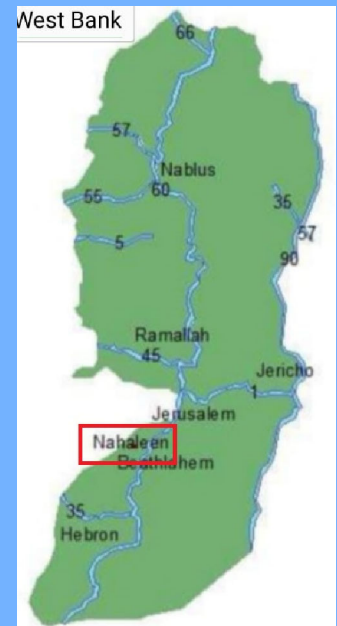 West Bank
66
57
Nablus
55
60
35
5
57
90
Ramallah
45
Jericho
1
Jerusalem
Nahaleen
Beathlahem
35
Hebron